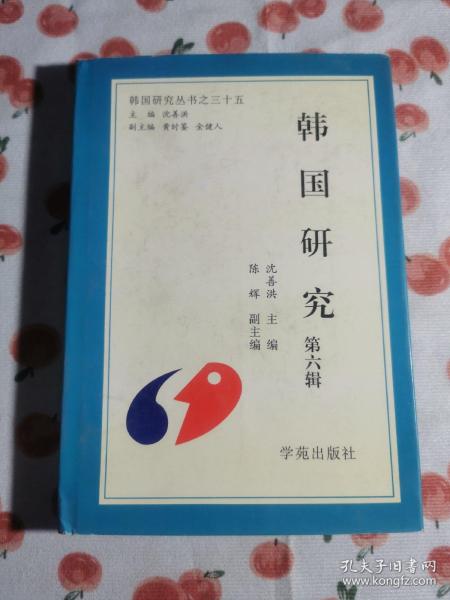 韩国研究丛书之三十五
主 编 沈善洪
副主编 黄时鉴 金健人
韩国研究 第六辑
沈善洪 主编
陈辉 副主编
学苑出版社
孔夫子旧书网
www.kongfz.com